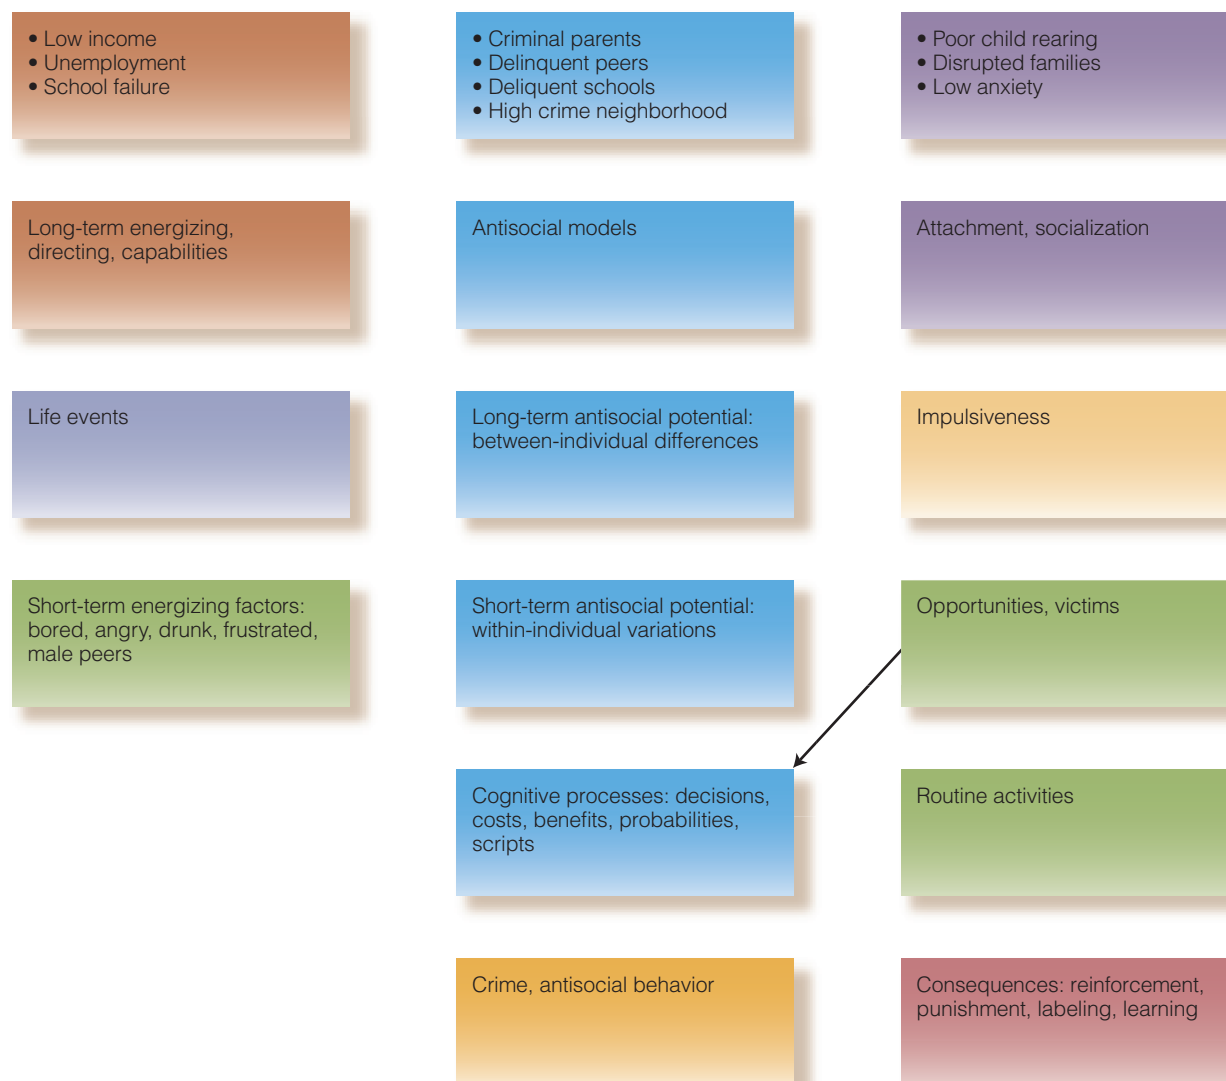 • Low income
• Unemployment
• School failure
• Criminal parents
• Delinquent peers
• Deliquent schools
• High crime neighborhood
• Poor child rearing
• Disrupted families
• Low anxiety
Long-term energizing,
directing, capabilities
Antisocial models
Attachment, socialization
Life events
Long-term antisocial potential:
between-individual differences
Impulsiveness
Short-term energizing factors:
bored, angry, drunk, frustrated,
male peers
Short-term antisocial potential:
within-individual variations
Opportunities, victims
Cognitive processes: decisions,
costs, benefits, probabilities,
scripts
Routine activities
Crime, antisocial behavior
Consequences: reinforcement,
punishment, labeling, learning